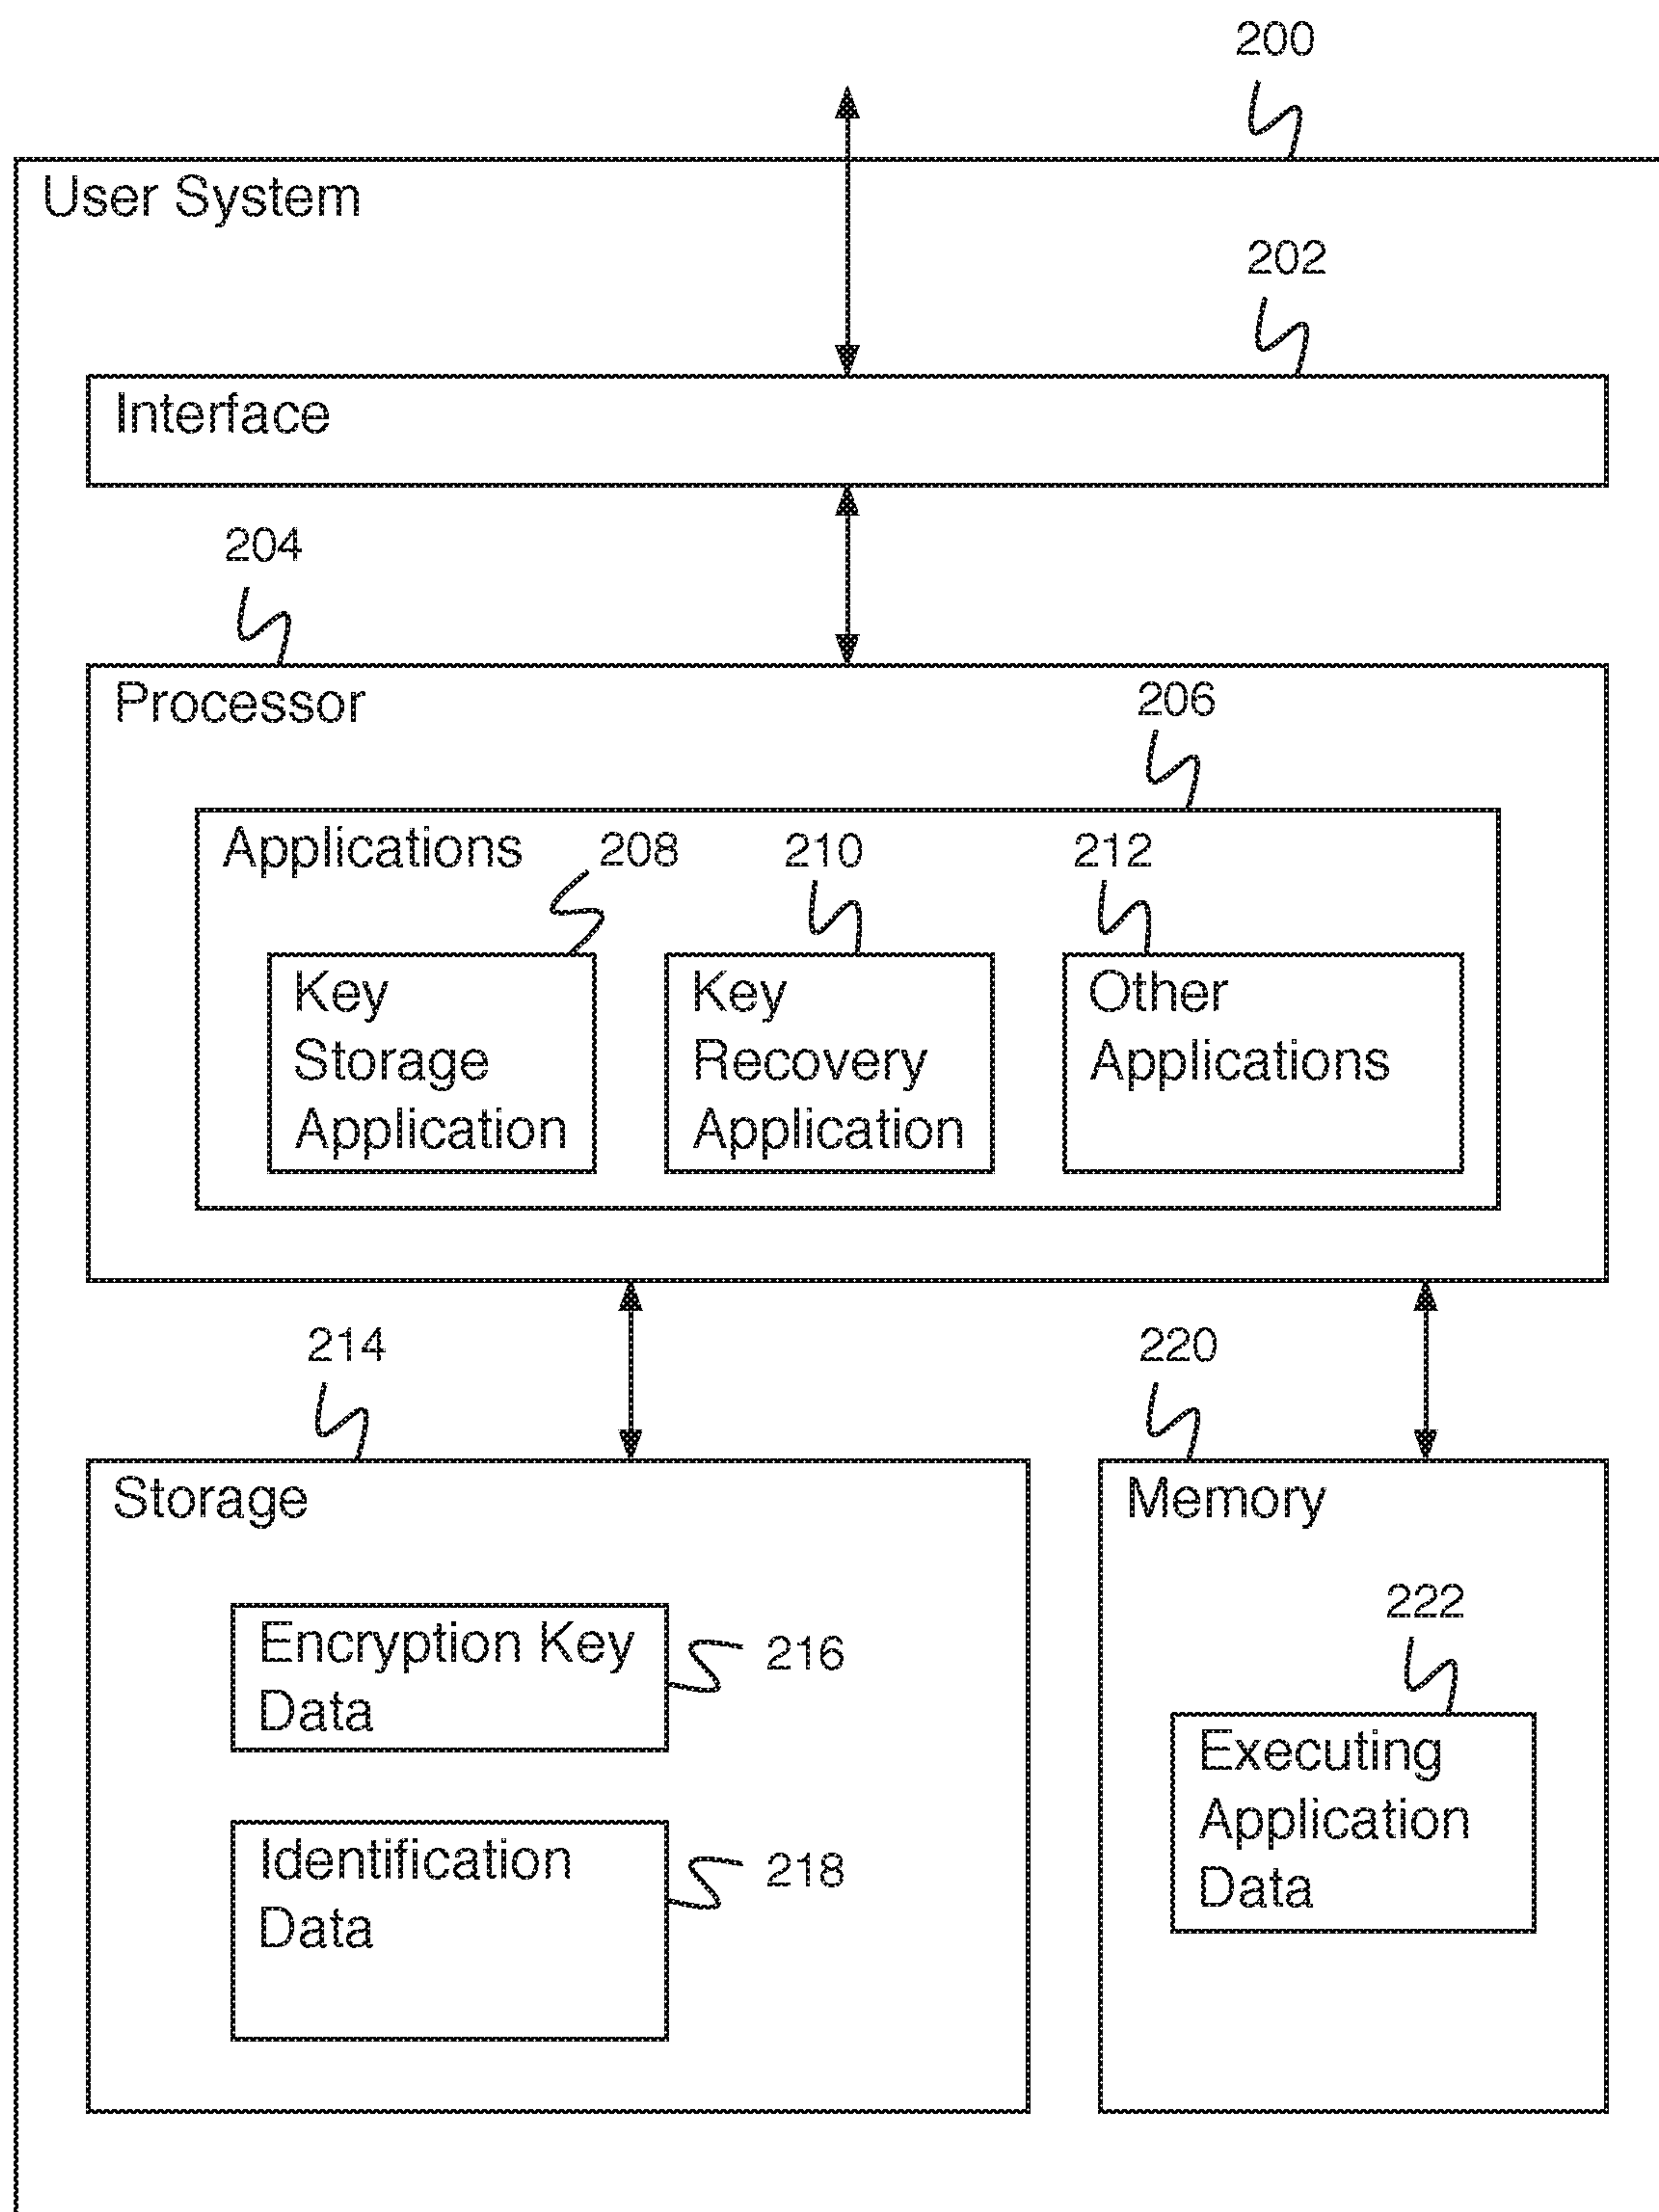 200
User System
202
Interface
204
Processor
206
Applications
208
210
212
Key
Storage
Application
Key
Recovery
Application
Other
Applications
214
220
Storage
Memory
Encryption Key
Data
216
Identification
Data
218
222
Executing
Application
Data